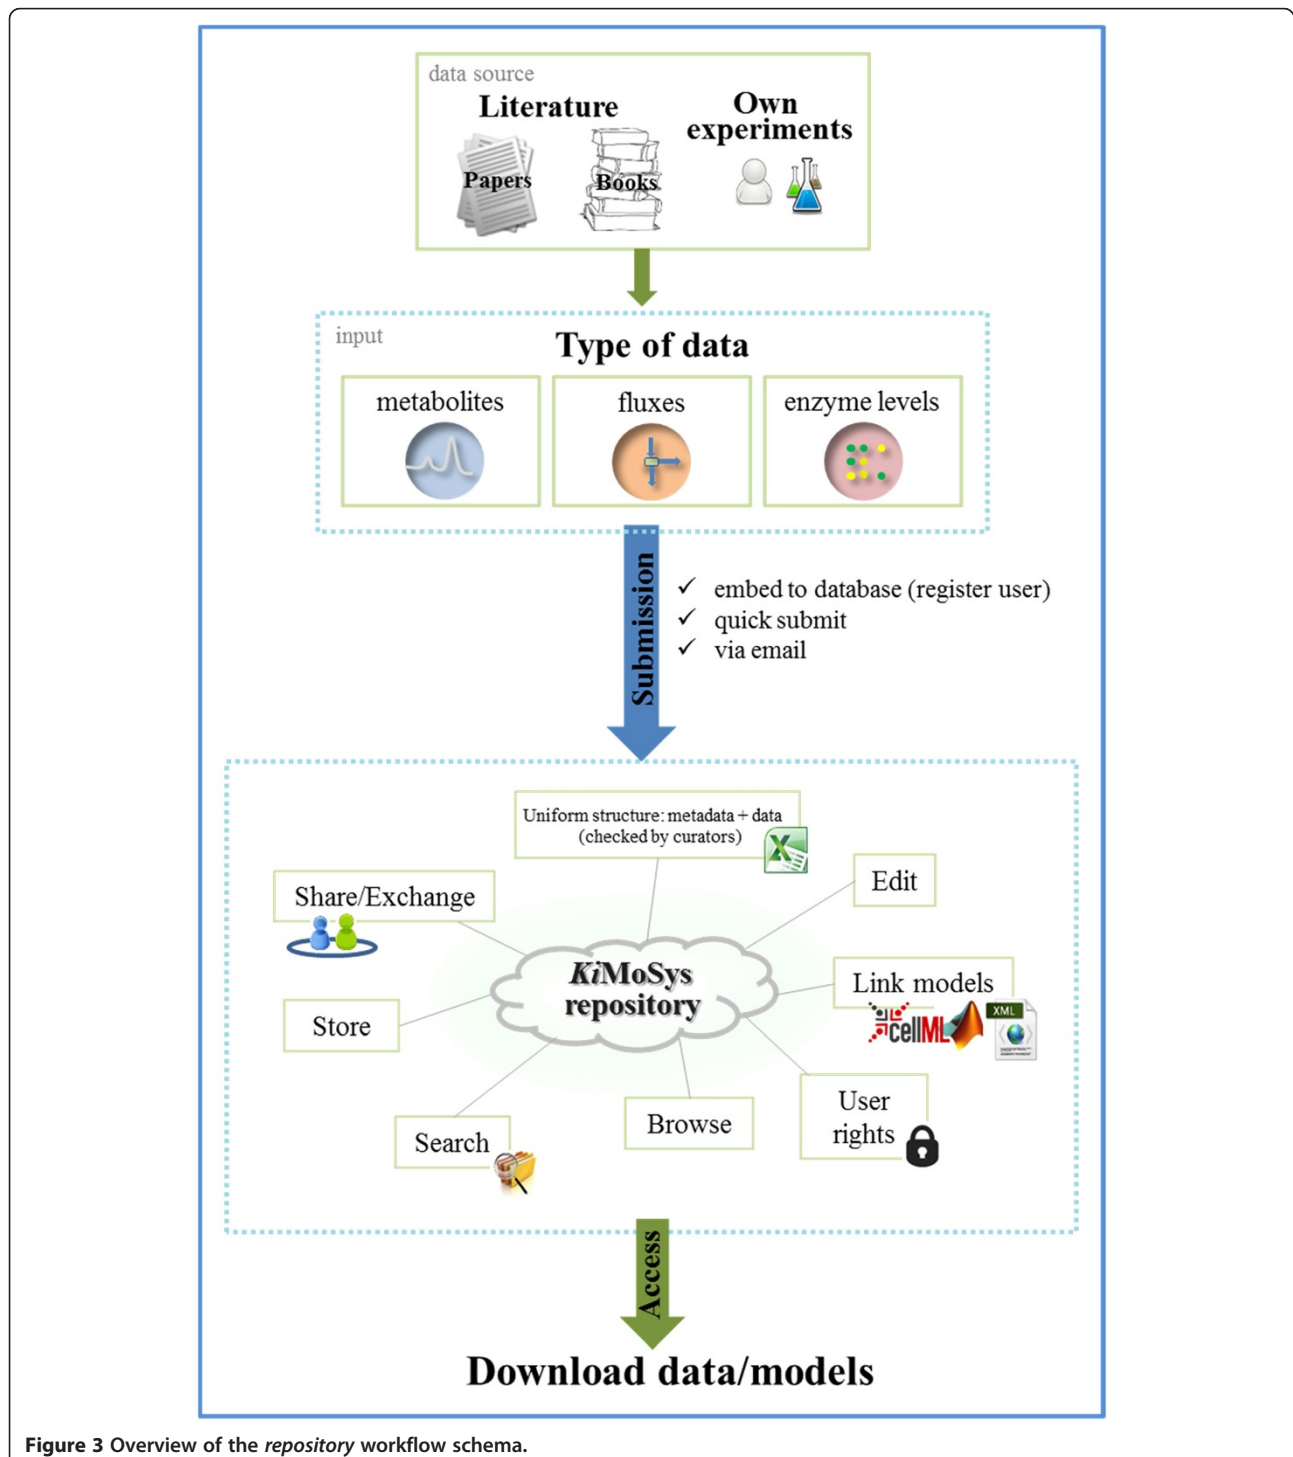 data source
Literature
Own
experiments
Papers
Books
input
Type of data
metabolites
fluxes
enzyme levels
Submission
✓ embed to database (register user)
✓ quick submit
✓ via email
Uniform structure: metadata + data
(checked by curators)
Share/Exchange
Edit
KiMoSys
repository
Link models
cellML
XML
Store
User
rights
Browse
Search
Access
Download data/models
Figure 3 Overview of the repository workflow schema.